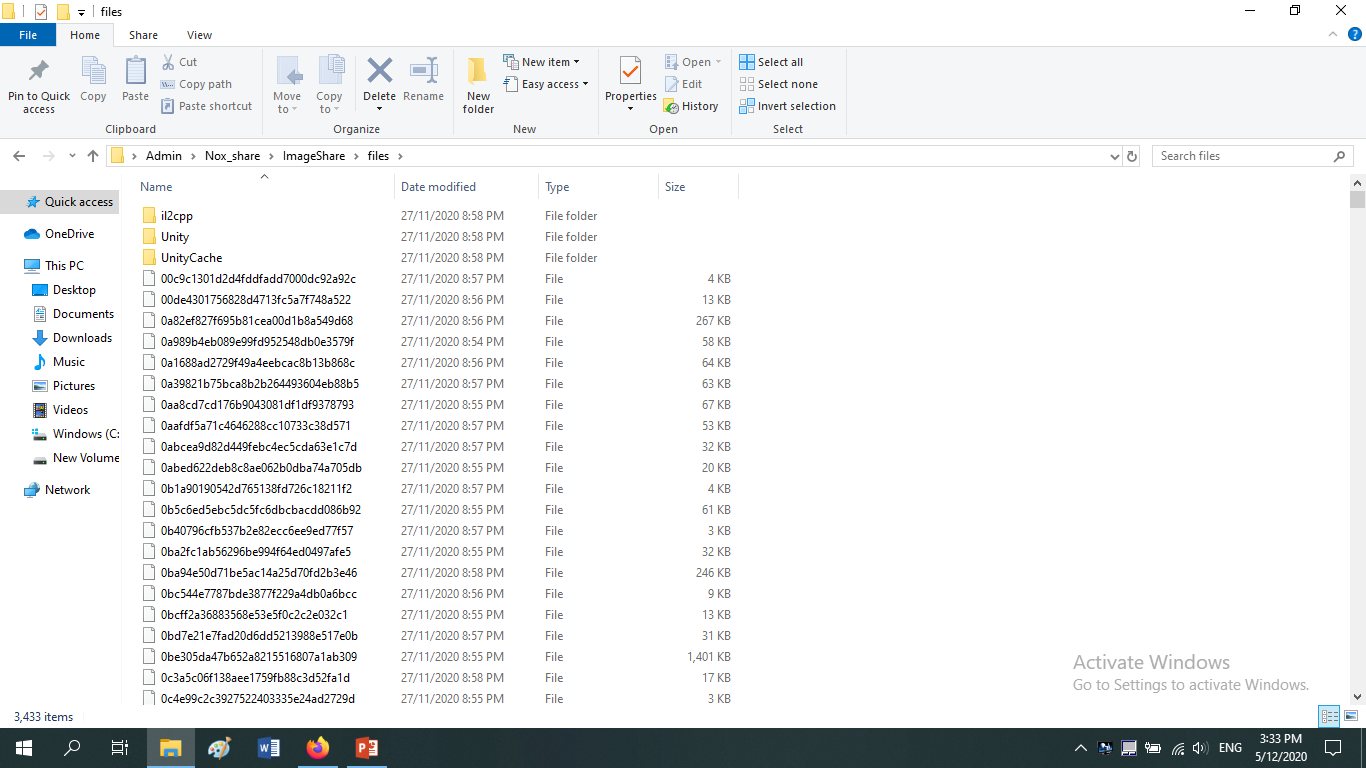 files
File Home Share View
Pin to Quick access
Copy
Paste
Cut
Copy path
Paste shortcut
Clipboard
Move to
Copy to
Delete
Rename
Organize
New folder
New item
Easy access
New
Properties
Open
Edit
History
Open
Select all
Select none
Invert selection
Select
Admin Nox_share ImageShare files
Search files
Quick access
OneDrive
This PC
Desktop
Documents
Downloads
Music
Pictures
Videos
Windows (C:
New Volume
Network
Name Date modified Type Size
il2cpp 27/11/2020 8:58 PM File folder
Unity 27/11/2020 8:58 PM File folder
UnityCache 27/11/2020 8:58 PM File folder
00c9c1301d2d4fddfadd7000dc92a92c 27/11/2020 8:57 PM File 4 KB
00de4301756828d4713fc5a7f748a522 27/11/2020 8:56 PM File 13 KB
0a82ef827f695b81cea00d1b8a549d68 27/11/2020 8:56 PM File 267 KB
0a989b4eb089e99fd952548db0e3579f 27/11/2020 8:54 PM File 58 KB
0a1688ad2729f49a4eebcac8b13b868c 27/11/2020 8:56 PM File 64 KB
0a39821b75bca8b2b264493604eb88b5 27/11/2020 8:57 PM File 63 KB
0aa8cd7cd176b9043081df1df9378793 27/11/2020 8:55 PM File 67 KB
0aafdf5a71c4646288cc10733c38d571 27/11/2020 8:57 PM File 53 KB
0abcea9d82d449febc4ec5cda63e1c7d 27/11/2020 8:57 PM File 32 KB
0abed622deb8c8ae062b0dba74a705db 27/11/2020 8:55 PM File 20 KB
0b1a90190542d765138fd726c18211f2 27/11/2020 8:57 PM File 4 KB
0b5c6ed5ebc5dc5fc6dbcbacdd086b92 27/11/2020 8:55 PM File 61 KB
0b40796cfb537b2e82ecc6ee9ed77f57 27/11/2020 8:57 PM File 3 KB
0ba2fc1ab56296be994f64ed0497afe5 27/11/2020 8:55 PM File 32 KB
0ba94e50d71be5ac14a25d70fd2b3e46 27/11/2020 8:58 PM File 246 KB
0bc544e7787bde3877f229a4db0a6bcc 27/11/2020 8:56 PM File 9 KB
0bcff2a36883568e53e5f0c2c2e032c1 27/11/2020 8:55 PM File 13 KB
0bd7e21e7fad20d6dd5213988e517e0b 27/11/2020 8:57 PM File 31 KB
0be305da47b652a8215516807a1ab309 27/11/2020 8:55 PM File 1,401 KB
0c3a5c06f138aee1759fb88c3d52fa1d 27/11/2020 8:58 PM File 17 KB
0c4e99c2c3927522403335e24ad2729d 27/11/2020 8:55 PM File 3 KB
Activate Windows
Go to Settings to activate Windows.
3,433 items
ENG
3:33 PM
5/12/2020